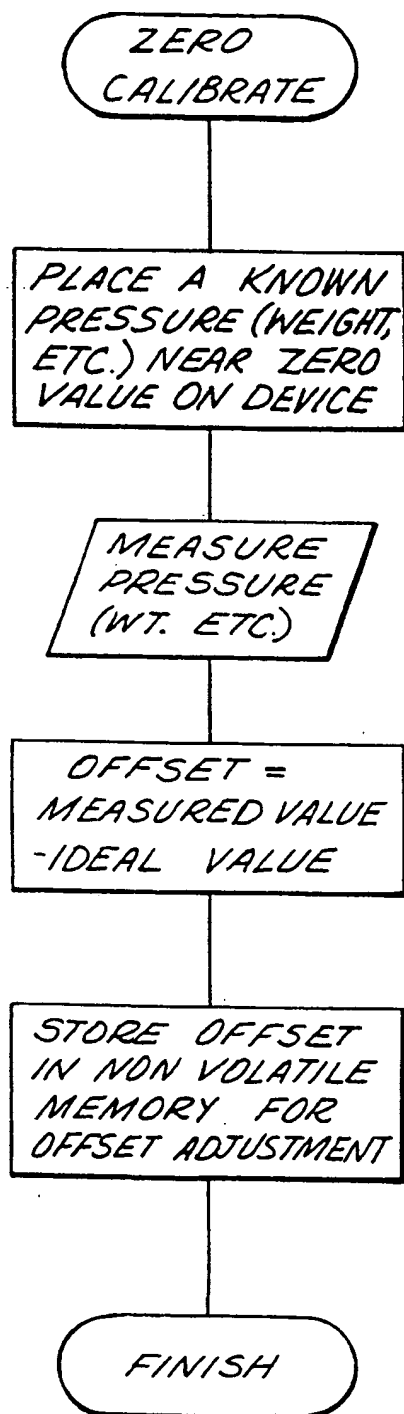 ZERO
CALIBRATE
PLACE A KNOWN
PRESSURE (WEIGHT,
ETC.) NEAR ZERO
VALUE ON DEVICE
MEASURE
PRESSURE
(WT. ETC.)
OFFSET =
MEASURED VALUE
-IDEAL VALUE
STORE OFFSET
IN NON VOLATILE
MEMORY FOR
OFFSET ADJUSTMENT
FINISH